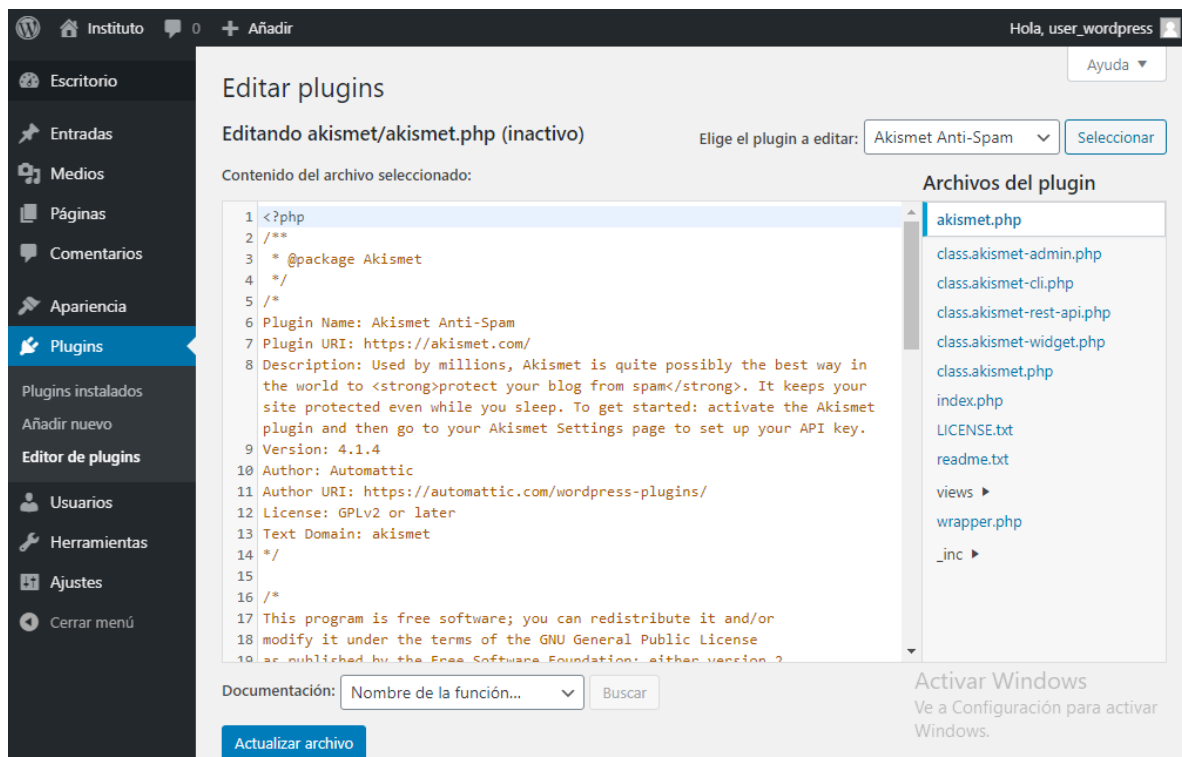 Instituto 0 Añadir Hola, user_wordpress
Ayuda ▼
Escritorio
Entradas
Medios
Páginas
Comentarios
Apariencia
Plugins
Plugins instalados
Añadir nuevo
Editor de plugins
Usuarios
Herramientas
Ajustes
Cerrar menú
Editar plugins
Editando akismet/akismet.php (inactivo)
Elige el plugin a editar: Akismet Anti-Spam Seleccionar
Contenido del archivo seleccionado:
1 <?php
2 /**
3 * @package Akismet
4 */
5 /*
6 Plugin Name: Akismet Anti-Spam
7 Plugin URI: https://akismet.com/
8 Description: Used by millions, Akismet is quite possibly the best way in
the world to <strong>protect your blog from spam</strong>. It keeps your
site protected even while you sleep. To get started: activate the Akismet
plugin and then go to your Akismet Settings page to set up your API key.
9 Version: 4.1.4
10 Author: Automattic
11 Author URI: https://automattic.com/wordpress-plugins/
12 License: GPLv2 or later
13 Text Domain: akismet
14 */
15
16 /*
17 This program is free software; you can redistribute it and/or
18 modify it under the terms of the GNU General Public License
19 as published by the Free Software Foundation; either version 2
Archivos del plugin
akismet.php
class.akismet-admin.php
class.akismet-cli.php
class.akismet-rest-api.php
class.akismet-widget.php
class.akismet.php
index.php
LICENSE.txt
readme.txt
views ▶
wrapper.php
_inc ▶
Documentación: Nombre de la función... Buscar
Actualizar archivo
Activar Windows
Ve a Configuración para activar
Windows.